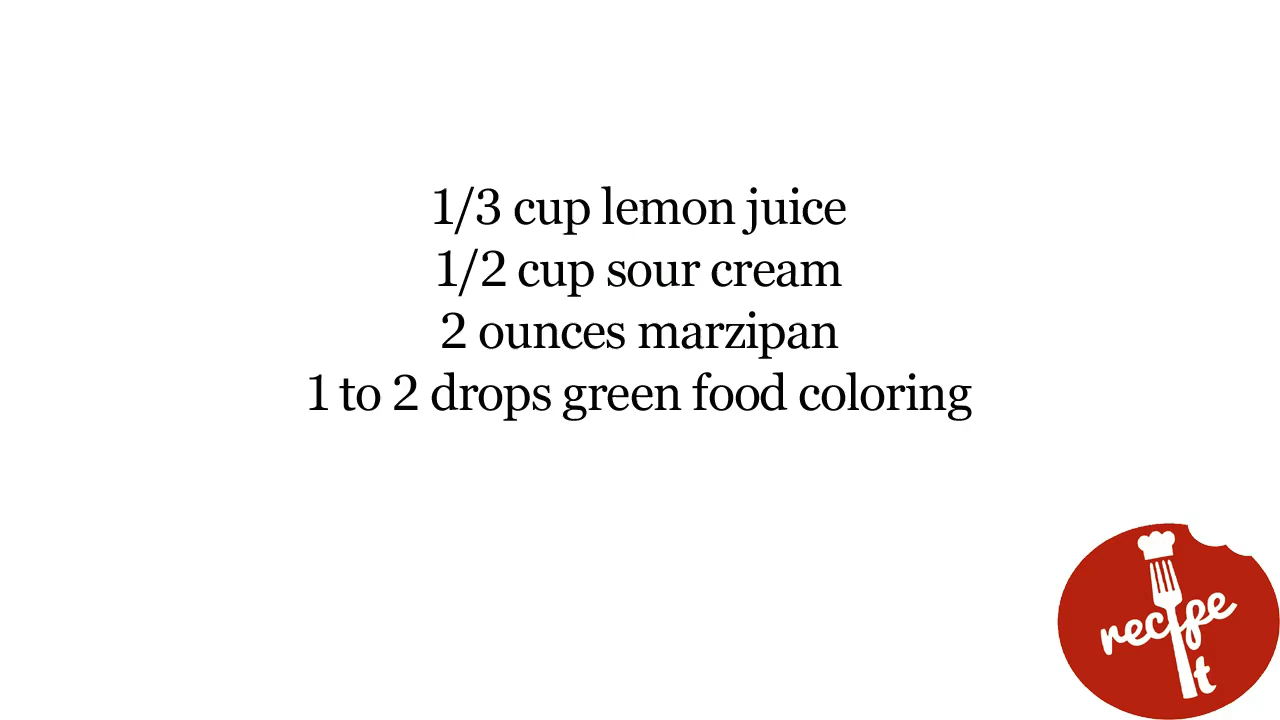 1/3 cup lemon juice
1/2 cup sour cream
2 ounces marzipan
1 to 2 drops green food coloring
recipe
it